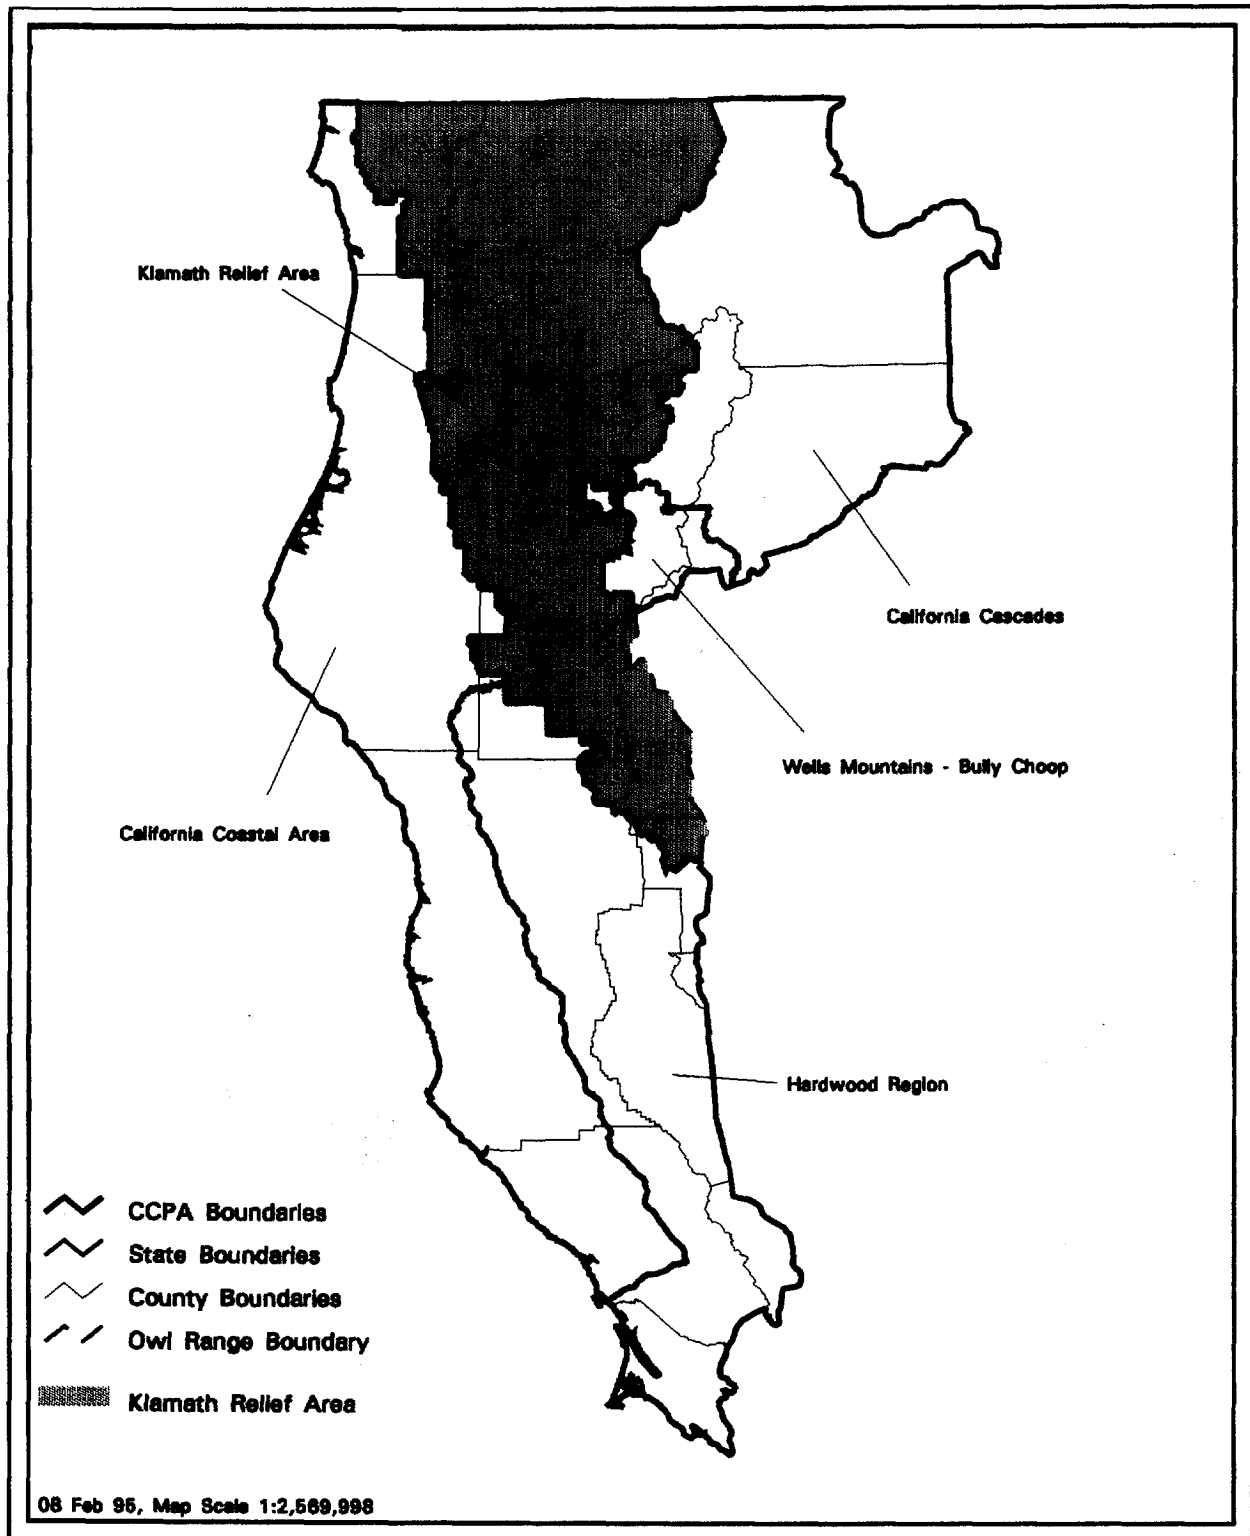 Klamath Relief Area
California Cascades
Wells Mountains - Bully Choop
California Coastal Area
Hardwood Region
CCPA Boundaries
State Boundaries
County Boundaries
Owl Range Boundary
Klamath Relief Area
08 Feb 95, Map Scale 1:2,569,998